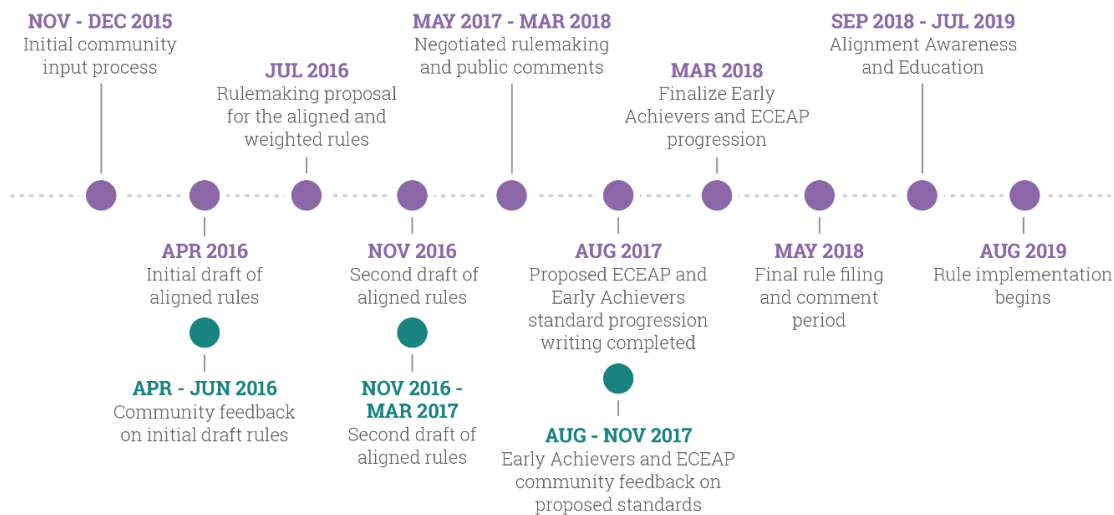 NOV - DEC 2015
Initial community
input process
APR 2016
Initial draft of
aligned rules
APR - JUN 2016
Community feedback
on initial draft rules
JUL 2016
Rulemaking proposal
for the aligned and
weighted rules
NOV 2016
Second draft of
aligned rules
NOV 2016 -
MAR 2017
Second draft of
aligned rules
MAY 2017 - MAR 2018
Negotiated rulemaking
and public comments
AUG 2017
Proposed ECEAP and
Early Achievers
standard progression
writing completed
AUG - NOV 2017
Early Achievers and ECEAP
community feedback on
proposed standards
MAR 2018
Finalize Early
Achievers and ECEAP
progression
MAY 2018
Final rule filing
and comment
period
SEP 2018 - JUL 2019
Alignment Awareness
and Education
AUG 2019
Rule implementation
begins